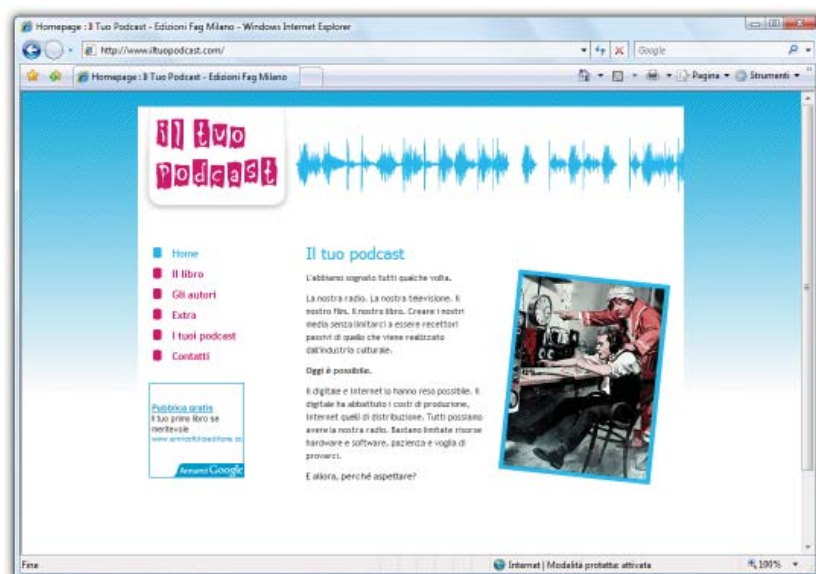 Homepage : Il Tuo Podcast - Edizioni Fag Milano - Windows Internet Explorer
http://www.iltuopodcast.com/
Google
Homepage : Il Tuo Podcast - Edizioni Fag Milano
Pagina
Strumenti
il tuo
Podcast
Home
Il libro
Gli autori
Extra
I tuoi podcast
Contatti
Pubblica gratis
Il tuo primo libro se
meritevole
Annunci Google
Il tuo podcast
L'abbiamo sognato tutti qualche volta.
La nostra radio. La nostra televisione. Il
nostro film. Il nostro libro. Creare i nostri
media senza limitarci a essere recettori
passivi di quello che viene realizzato
dall'industria culturale.
Oggi è possibile.
Il digitale e Internet lo hanno reso possibile. Il
digitale ha abbattuto i costi di produzione,
Internet quelli di distribuzione. Tutti possiamo
avere la nostra radio. Bastano limitate risorse
hardware e software, pazienza e voglia di
provarci.
E allora, perché aspettare?
Fine
Internet | Modalità protetta: attivata
100%